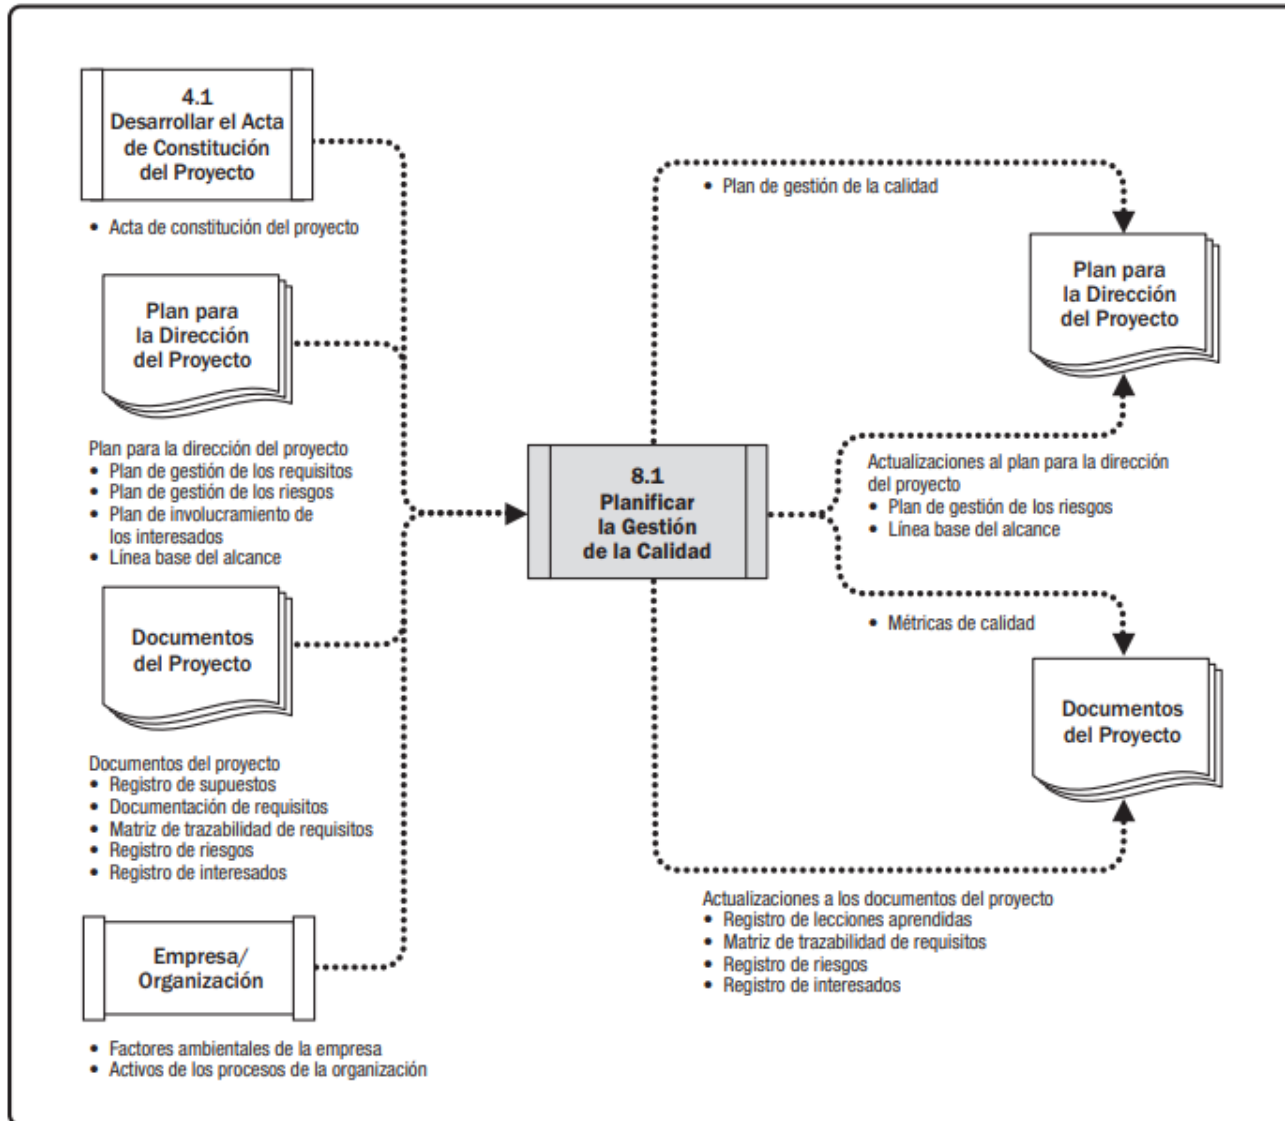 4.1
Desarrollar el Acta
de Constitución
del Proyecto
• Acta de constitución del proyecto
Plan para
la Dirección
del Proyecto
Plan para la dirección del proyecto
• Plan de gestión de los requisitos
• Plan de gestión de los riesgos
• Plan de involucramiento de
los interesados
• Línea base del alcance
Documentos
del Proyecto
Documentos del proyecto
• Registro de supuestos
• Documentación de requisitos
• Matriz de trazabilidad de requisitos
• Registro de riesgos
• Registro de interesados
Empresa/
Organización
• Factores ambientales de la empresa
• Activos de los procesos de la organización
8.1
Planificar
la Gestión
de la Calidad
• Plan de gestión de la calidad
Plan para
la Dirección
del Proyecto
Actualizaciones al plan para la dirección
del proyecto
• Plan de gestión de los riesgos
• Línea base del alcance
• Métricas de calidad
Documentos
del Proyecto
Actualizaciones a los documentos del proyecto
• Registro de lecciones aprendidas
• Matriz de trazabilidad de requisitos
• Registro de riesgos
• Registro de interesados